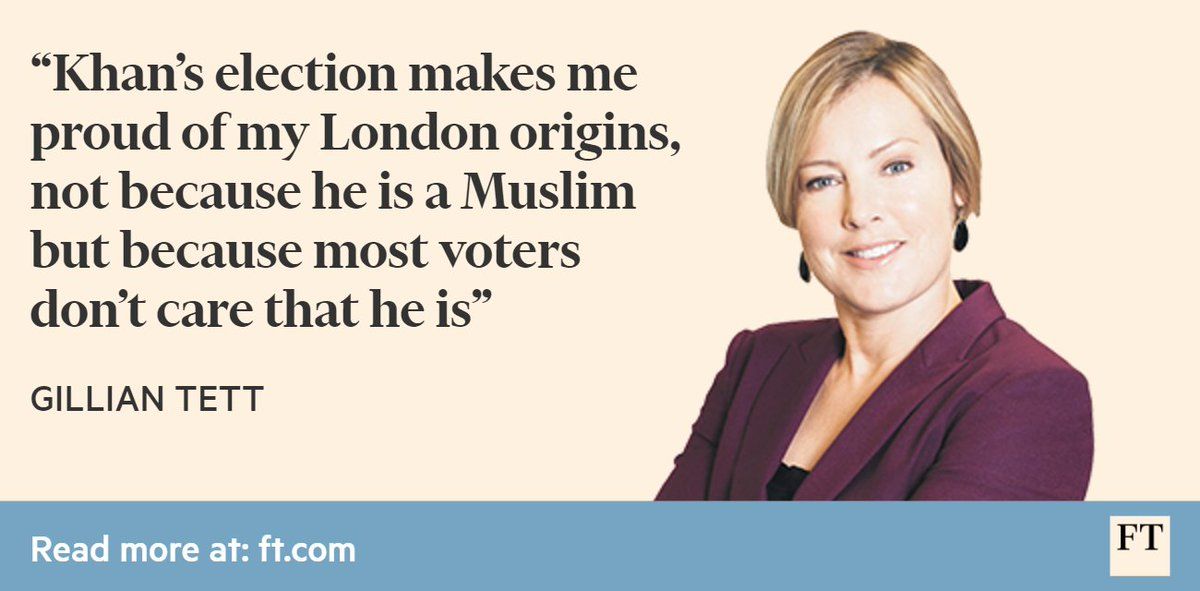 “Khan’s election makes me
proud of my London origins,
not because he is a Muslim
but because most voters
don’t care that he is”
GILLIAN TETT
Read more at: ft.com
FT